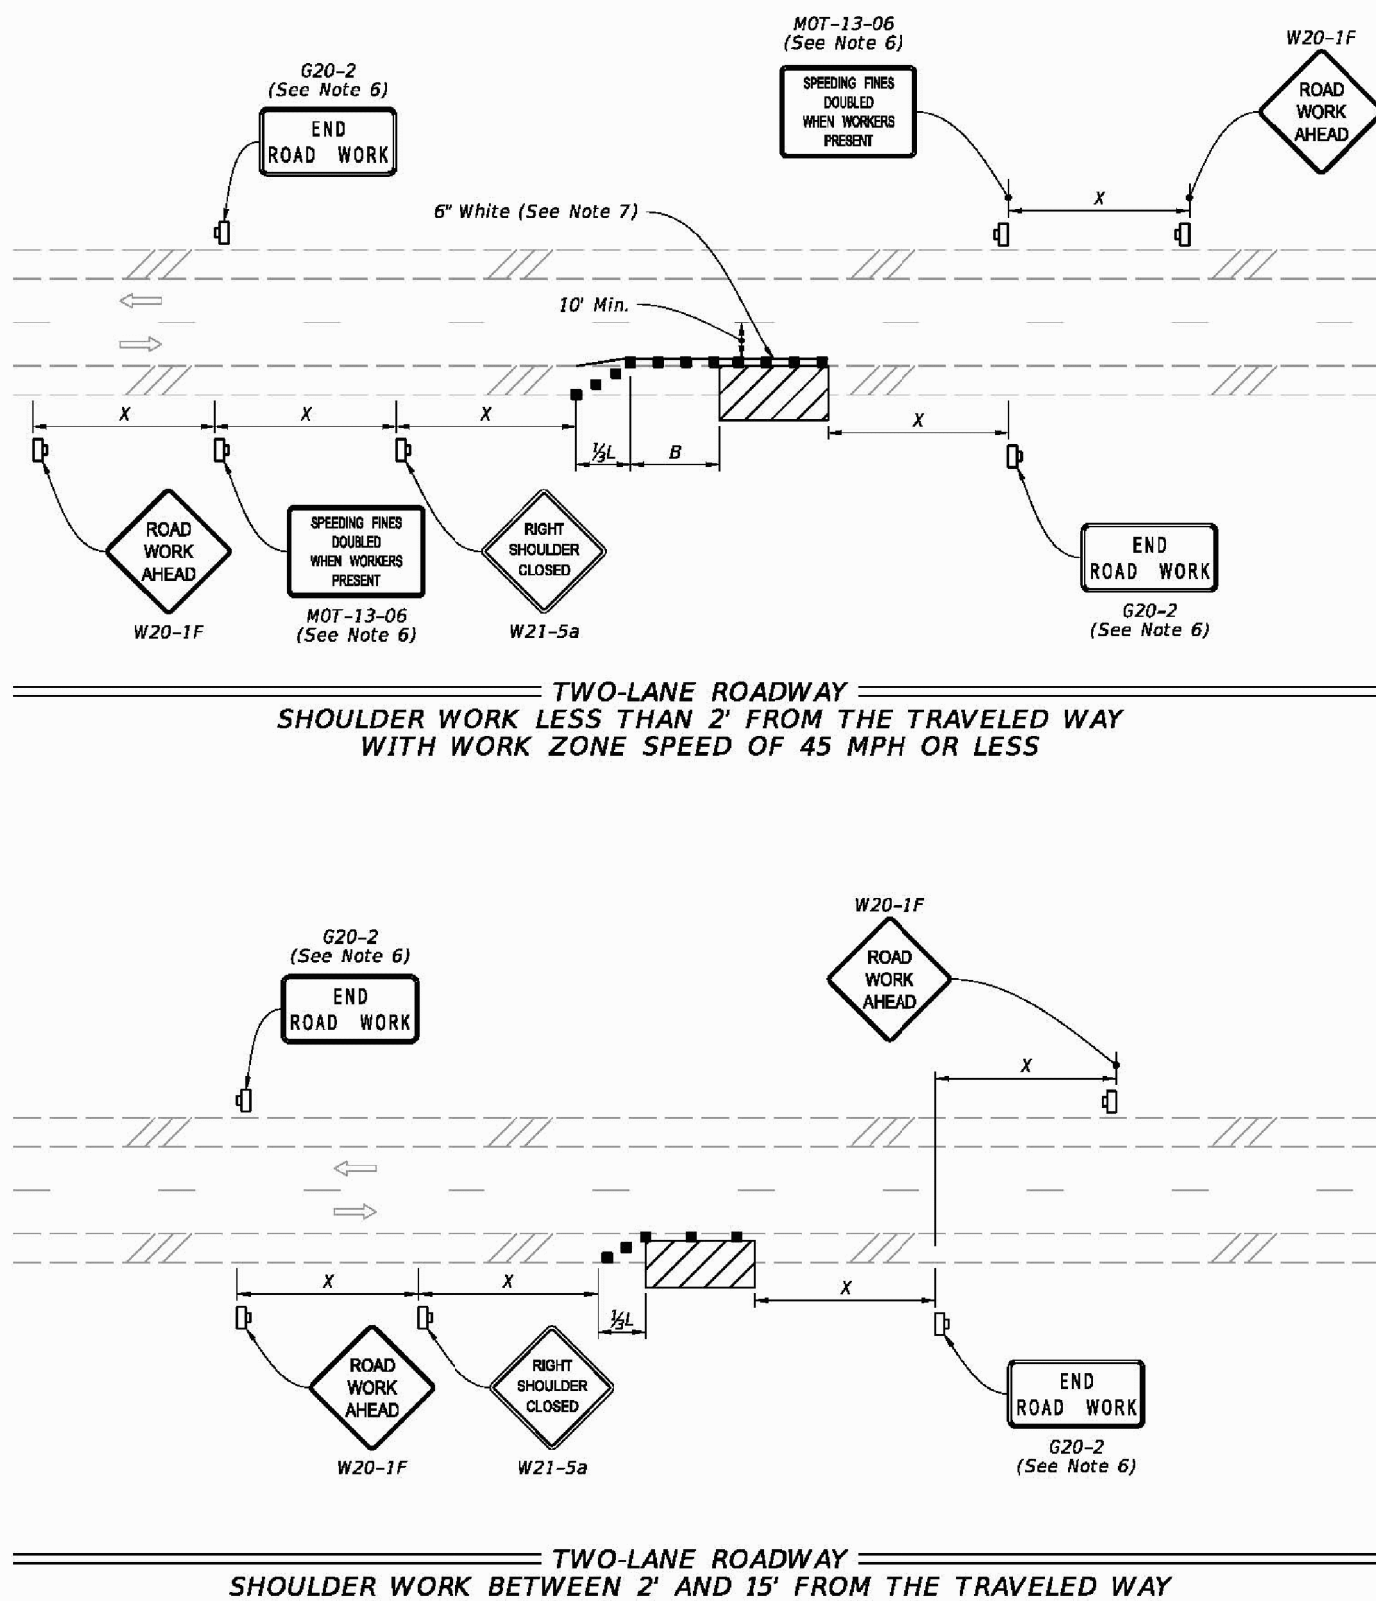 MOT-13-06
(See Note 6)
W20-1F
G20-2
(See Note 6)
SPEEDING FINES
DOUBLED
WHEN WORKERS
PRESENT
ROAD
WORK
AHEAD
END
ROAD WORK
X
6" White (See Note 7)
10' Min.
X
X
X
X
⅓L
B
ROAD
WORK
AHEAD
W20-1F
SPEEDING FINES
DOUBLED
WHEN WORKERS
PRESENT
MOT-13-06
(See Note 6)
RIGHT
SHOULDER
CLOSED
W21-5a
END
ROAD WORK
G20-2
(See Note 6)
TWO-LANE ROADWAY
SHOULDER WORK LESS THAN 2' FROM THE TRAVELED WAY
WITH WORK ZONE SPEED OF 45 MPH OR LESS
W20-1F
ROAD
WORK
AHEAD
G20-2
(See Note 6)
END
ROAD WORK
X
X
X
X
⅓L
ROAD
WORK
AHEAD
W20-1F
RIGHT
SHOULDER
CLOSED
W21-5a
END
ROAD WORK
G20-2
(See Note 6)
TWO-LANE ROADWAY
SHOULDER WORK BETWEEN 2' AND 15' FROM THE TRAVELED WAY